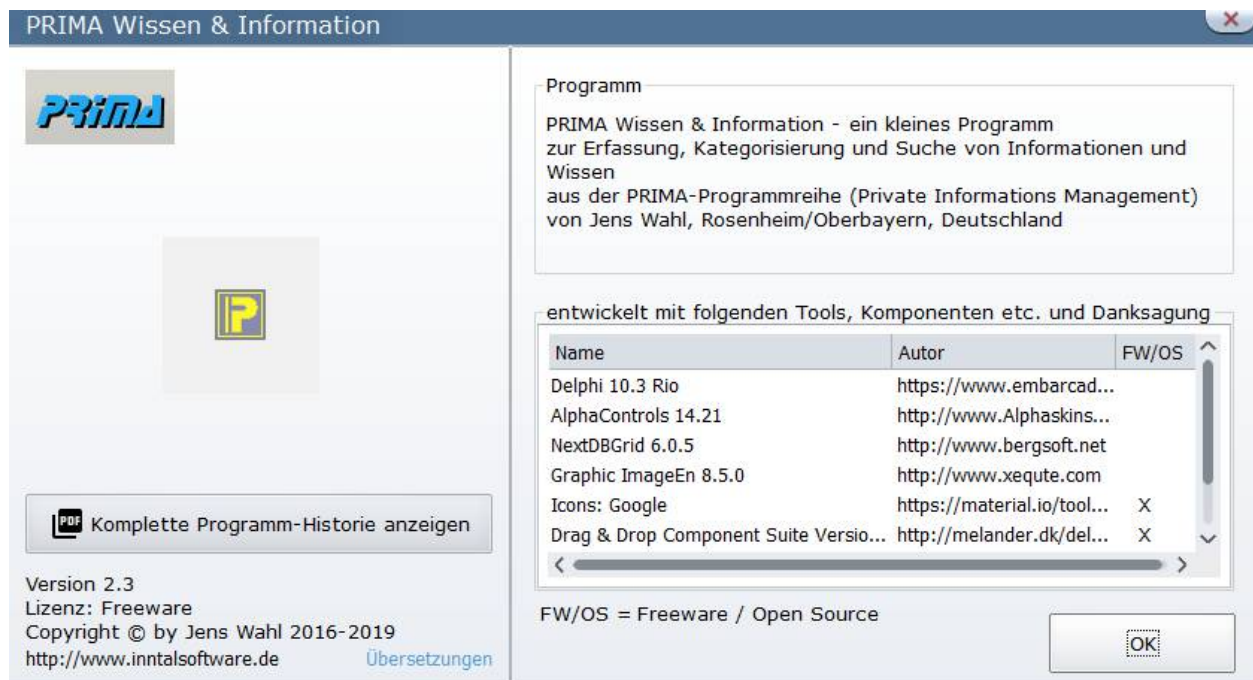 PRIMA Wissen & Information
PRiMA
Komplette Programm-Historie anzeigen
Version 2.3
Lizenz: Freeware
Copyright © by Jens Wahl 2016-2019
http://www.inntalsoftware.de
Übersetzungen
Programm
PRIMA Wissen & Information - ein kleines Programm
zur Erfassung, Kategorisierung und Suche von Informationen und
Wissen
aus der PRIMA-Programmreihe (Private Informations Management)
von Jens Wahl, Rosenheim/Oberbayern, Deutschland
entwickelt mit folgenden Tools, Komponenten etc. und Danksagung
Name Autor FW/OS
Delphi 10.3 Rio https://www.embarcad...
AlphaControls 14.21 http://www.Alphaskins...
NextDBGrid 6.0.5 http://www.bergsoft.net
Graphic ImageEn 8.5.0 http://www.xequte.com
Icons: Google https://material.io/tool... X
Drag & Drop Component Suite Versio... http://melander.dk/del... X
FW/OS = Freeware / Open Source
OK
P
PDF